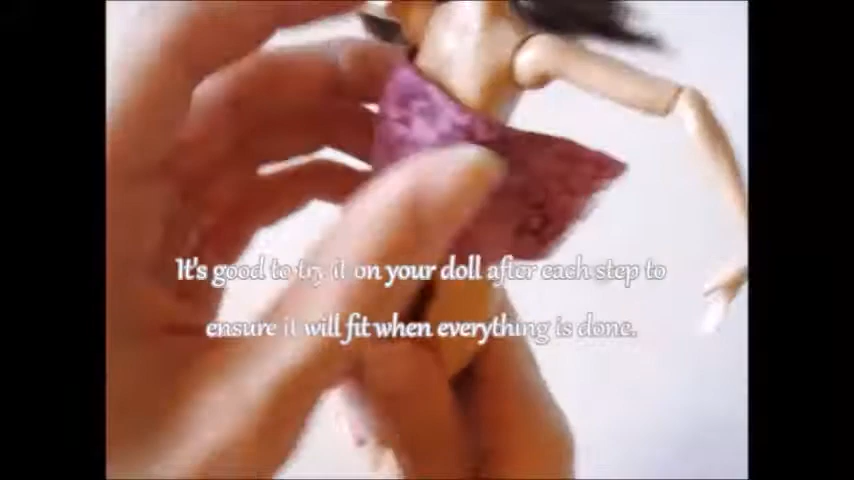 It's good to try it on your doll after each step to
ensure it will fit when everything is done.